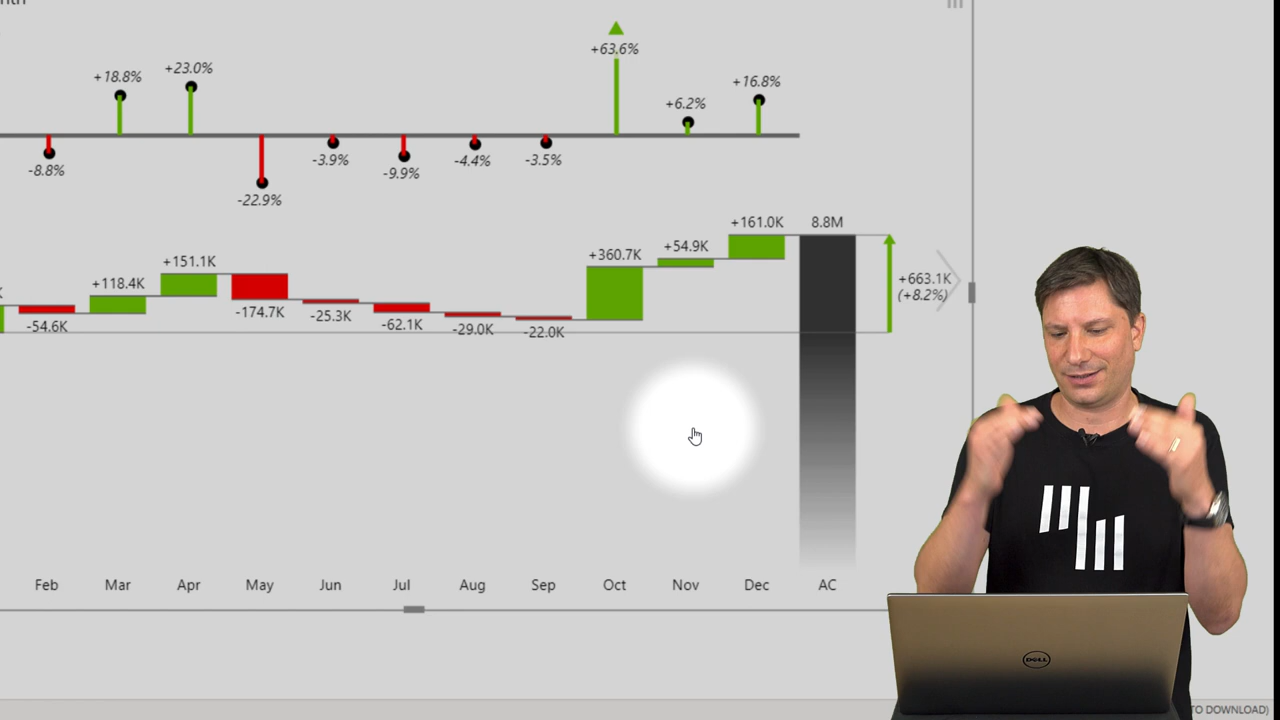 +63.6%
+18.8%
+23.0%
+6.2%
+16.8%
-8.8%
-22.9%
-3.9%
-9.9%
-4.4%
-3.5%
+118.4K
+151.1K
+360.7K
+54.9K
+161.0K
8.8M
-54.6K
-174.7K
-25.3K
-62.1K
-29.0K
-22.0K
+663.1K
(+8.2%)
Feb Mar Apr May Jun Jul Aug Sep Oct Nov Dec AC
DELL
TO DOWNLOAD)